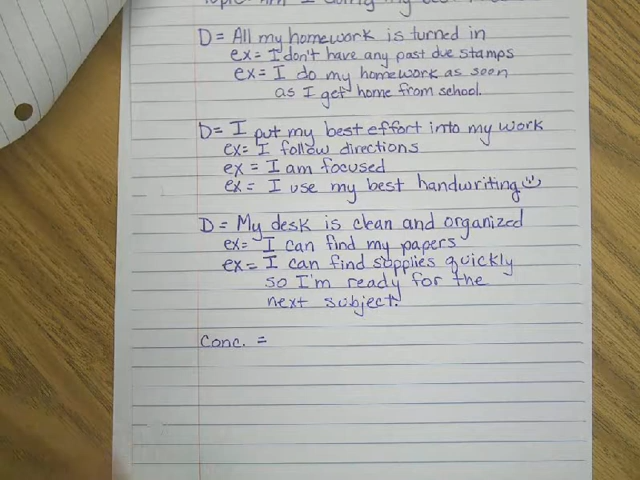 I doing my best
D = All my homework is turned in
ex = I don't have any past due stamps
ex = I do my homework as soon
as I get home from school.
D = I put my best effort into my work
ex = I follow directions
ex = I am focused
ex = I use my best handwriting
D = My desk is clean and organized
ex = I can find my papers
ex = I can find supplies quickly
so I'm ready for the
next subject.
Conc. =